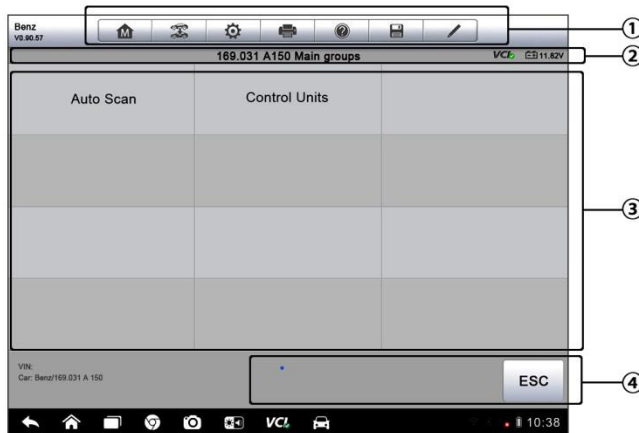 Benz
V0.90.57
M
①
169.031 A150 Main groups
VCI
11.82V
②
Auto Scan
Control Units
③
VIN:
Car: Benz/169.031 A 150
ESC
④
VCI
10:38